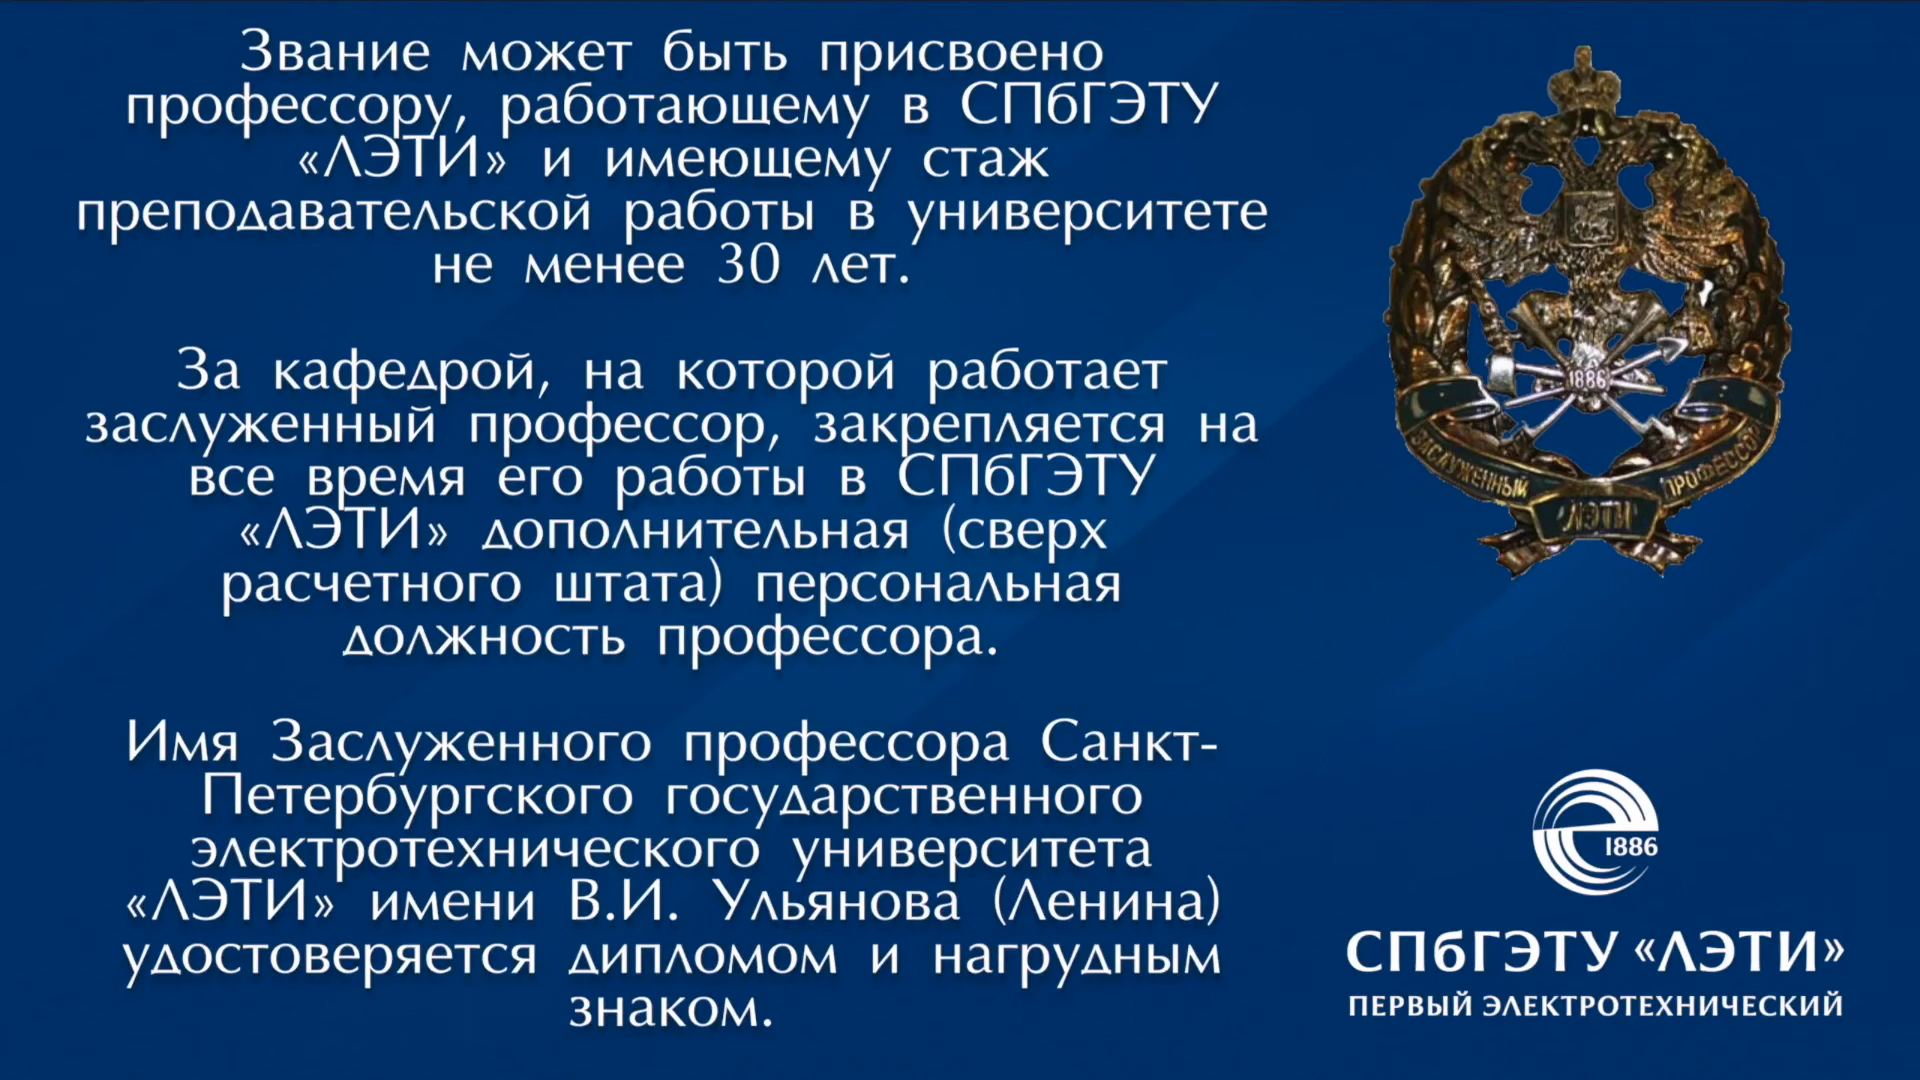 Звание может быть присвоено
профессору, работающему в СПбГЭТУ
«ЛЭТИ» и имеющему стаж
преподавательской работы в университете
не менее 30 лет.
За кафедрой, на которой работает
заслуженный профессор, закрепляется на
все время его работы в СПбГЭТУ
«ЛЭТИ» дополнительная (сверх
расчетного штата) персональная
должность профессора.
Имя Заслуженного профессора Санкт-
Петербургского государственного
электротехнического университета
«ЛЭТИ» имени В.И. Ульянова (Ленина)
удостоверяется дипломом и нагрудным
знаком.
1886
ЗАСЛУЖЕННЫЙ ПРОФЕССОР
ЛЭТИ
1886
СПбГЭТУ «ЛЭТИ»
ПЕРВЫЙ ЭЛЕКТРОТЕХНИЧЕСКИЙ